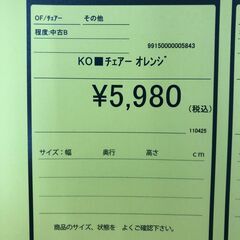 OF/ﾁｪｱー その他
程度:中古B
99150000005843
KO■チェアー オレンジ
¥5,980
(税込)
110425
サイズ:幅 奥行 高さ cm
商品のサイズ、状態を よくご確認下さい。